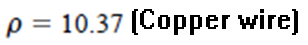 ρ = 10.37 (Copper wire)